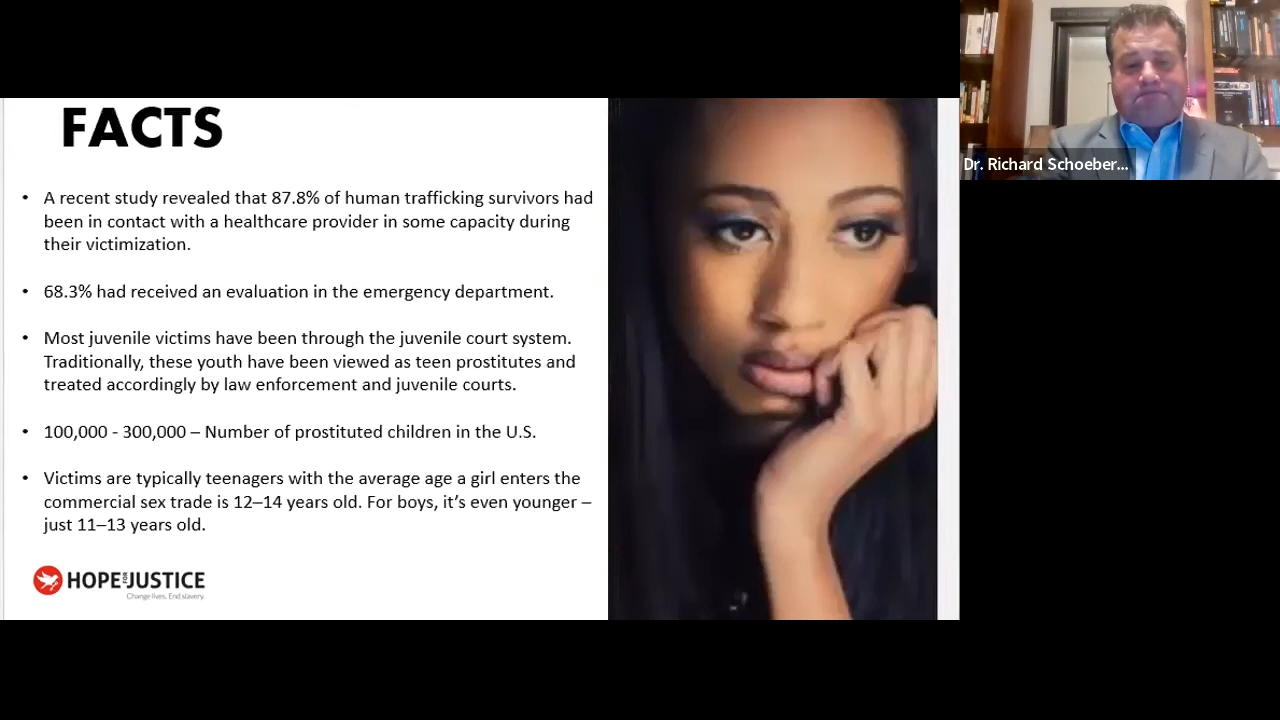 FACTS
• A recent study revealed that 87.8% of human trafficking survivors had
been in contact with a healthcare provider in some capacity during
their victimization.
• 68.3% had received an evaluation in the emergency department.
• Most juvenile victims have been through the juvenile court system.
Traditionally, these youth have been viewed as teen prostitutes and
treated accordingly by law enforcement and juvenile courts.
• 100,000 - 300,000 – Number of prostituted children in the U.S.
• Victims are typically teenagers with the average age a girl enters the
commercial sex trade is 12–14 years old. For boys, it’s even younger –
just 11–13 years old.
HOPE FOR JUSTICE
Change lives. End slavery.
Dr. Richard Schoeber...